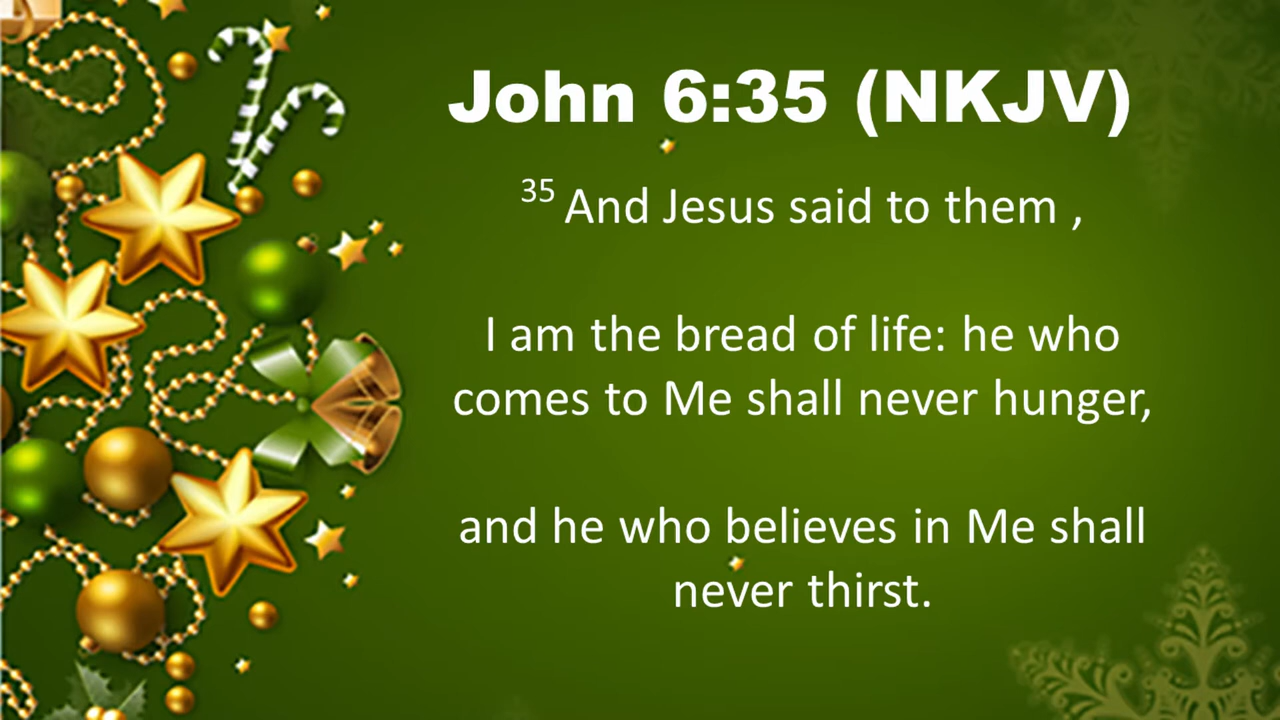 John 6:35 (NKJV)
35 And Jesus said to them ,
I am the bread of life: he who
comes to Me shall never hunger,
and he who believes in Me shall
never thirst.